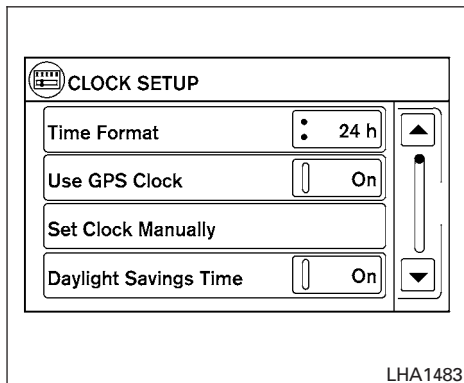 CLOCK SETUP
Time Format 24 h
Use GPS Clock On
Set Clock Manually
Daylight Savings Time On
LHA1483